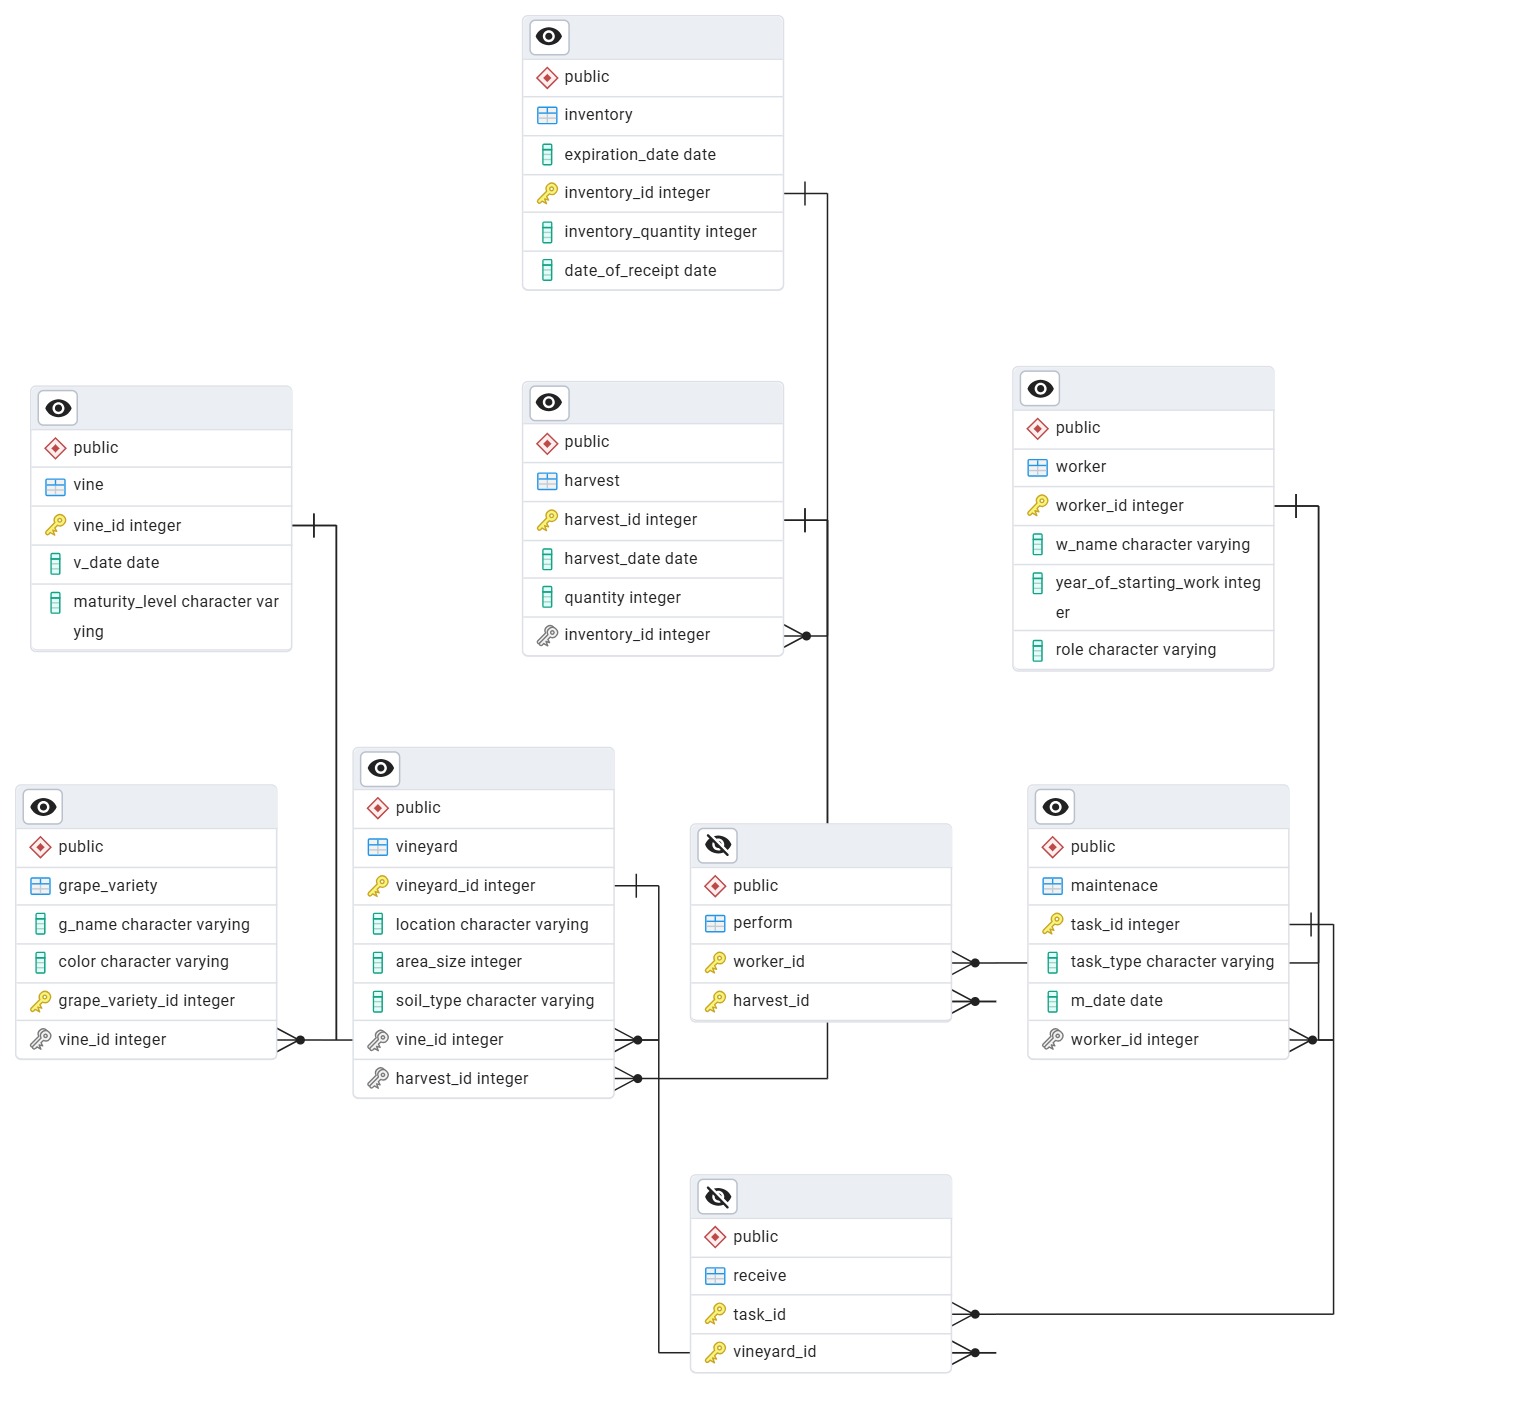 public
inventory
expiration_date date
inventory_id integer
inventory_quantity integer
date_of_receipt date
public
vine
vine_id integer
v_date date
maturity_level character var
ying
public
harvest
harvest_id integer
harvest_date date
quantity integer
inventory_id integer
public
worker
worker_id integer
w_name character varying
year_of_starting_work integ
er
role character varying
public
grape_variety
g_name character varying
color character varying
grape_variety_id integer
vine_id integer
public
vineyard
vineyard_id integer
location character varying
area_size integer
soil_type character varying
vine_id integer
harvest_id integer
public
perform
worker_id
harvest_id
public
maintenace
task_id integer
task_type character varying
m_date date
worker_id integer
public
receive
task_id
vineyard_id